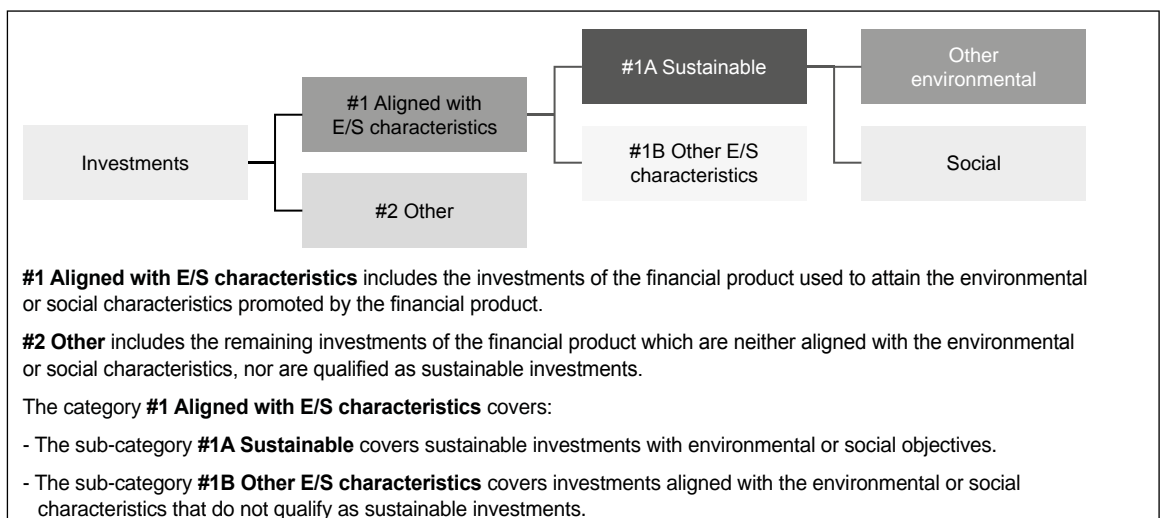 #1A Sustainable
Other
environmental
#1 Aligned with
E/S characteristics
Investments
#1B Other E/S
characteristics
Social
#2 Other
#1 Aligned with E/S characteristics includes the investments of the financial product used to attain the environmental
or social characteristics promoted by the financial product.
#2 Other includes the remaining investments of the financial product which are neither aligned with the environmental
or social characteristics, nor are qualified as sustainable investments.
The category #1 Aligned with E/S characteristics covers:
- The sub-category #1A Sustainable covers sustainable investments with environmental or social objectives.
- The sub-category #1B Other E/S characteristics covers investments aligned with the environmental or social
characteristics that do not qualify as sustainable investments.